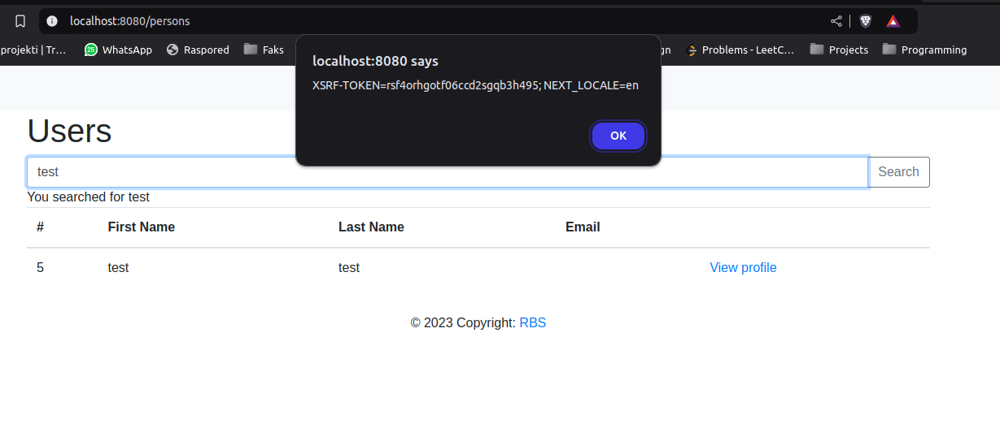 localhost:8080/persons
projekti | Tr… 25 WhatsApp Raspored Faks gn Problems - LeetC… Projects Programming
localhost:8080 says
XSRF-TOKEN=rsf4orhgotf06ccd2sgqb3h495; NEXT_LOCALE=en
OK
Users
test Search
You searched for test
# First Name Last Name Email
5 test test View profile
© 2023 Copyright: RBS